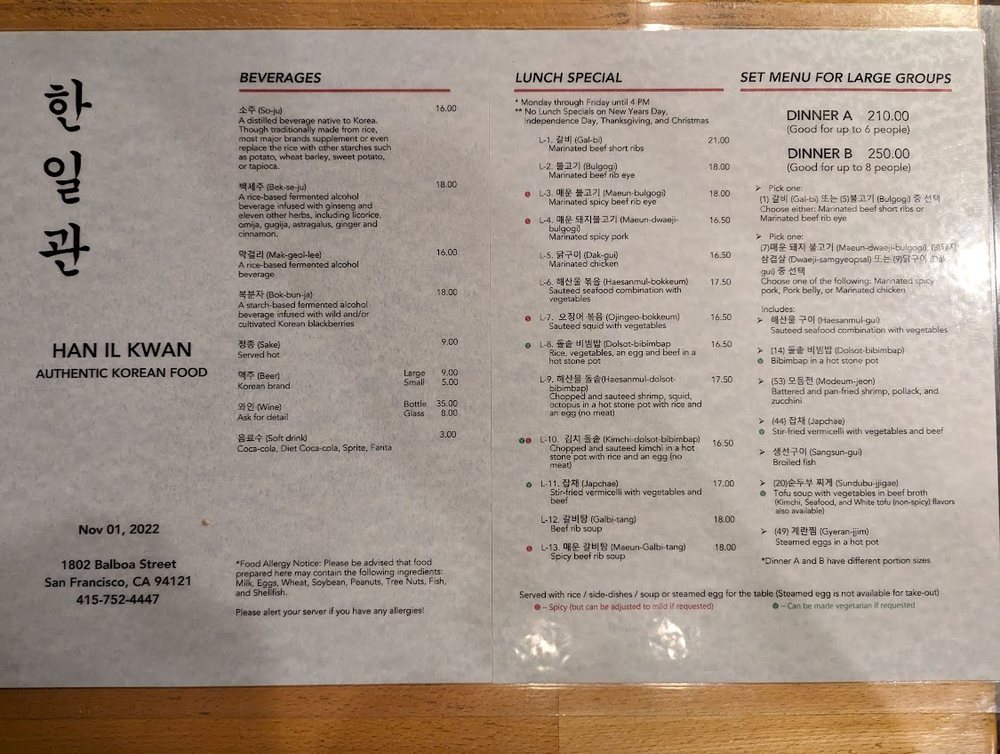 한일관
HAN IL KWAN
AUTHENTIC KOREAN FOOD
Nov 01, 2022
1802 Balboa Street
San Francisco, CA 94121
415-752-4447
BEVERAGES
소주 (So-ju) 16.00
A distilled beverage native to Korea.
Though traditionally made from rice,
most major brands supplement or even
replace the rice with other starches such
as potato, wheat barley, sweet potato,
or tapioca.
백세주 (Bek-se-ju) 18.00
A rice-based fermented alcohol
beverage infused with ginseng and
eleven other herbs, including licorice,
omija, gugija, astragalus, ginger and
cinnamon.
막걸리 (Mak-geol-lee) 16.00
A rice-based fermented alcohol
beverage
복분자 (Bok-bun-ja) 18.00
A starch-based fermented alcohol
beverage infused with wild and/or
cultivated Korean blackberries
정종 (Sake) 9.00
Served hot
맥주 (Beer) Large 9.00
Korean brand Small 5.00
와인 (Wine) Bottle 35.00
Ask for detail Glass 8.00
음료수 (Soft drink) 3.00
Coca-cola, Diet Coca-cola, Sprite, Fanta
*Food Allergy Notice: Please be advised that food
prepared here may contain the following ingredients:
Milk, Eggs, Wheat, Soybean, Peanuts, Tree Nuts, Fish,
and Shellfish.
Please alert your server if you have any allergies!
LUNCH SPECIAL
* Monday through Friday until 4 PM
** No Lunch Specials on New Years Day,
Independence Day, Thanksgiving, and Christmas
L-1. 갈비 (Gal-bi) 21.00
Marinated beef short ribs
L-2. 불고기 (Bulgogi) 18.00
Marinated beef rib eye
L-3. 매운 불고기 (Maeun-bulgogi) 18.00
Marinated spicy beef rib eye
L-4. 매운 돼지불고기 (Maeun-dwaeji-
bulgogi) 16.50
Marinated spicy pork
L-5. 닭구이 (Dak-gui) 16.50
Marinated chicken
L-6. 해산물 볶음 (Haesanmul-bokkeum) 17.50
Sauteed seafood combination with
vegetables
L-7. 오징어 볶음 (Ojingeo-bokkeum) 16.50
Sauteed squid with vegetables
L-8. 돌솥 비빔밥 (Dolsot-bibimbap 16.50
Rice, vegetables, an egg and beef in a
hot stone pot
L-9. 해산물 돌솥(Haesanmul-dolsot-
bibimbap) 17.50
Chopped and sauteed shrimp, squid,
octopus in a hot stone pot with rice and
an egg (no meat)
L-10. 김치 돌솥 (Kimchi-dolsot-bibimbap) 16.50
Chopped and sauteed kimchi in a hot
stone pot with rice and an egg (no
meat)
L-11. 잡채 (Japchae) 17.00
Stir-fried vermicelli with vegetables and
beef
L-12. 갈비탕 (Galbi-tang) 18.00
Beef rib soup
L-13. 매운 갈비탕 (Maeun-Galbi-tang) 18.00
Spicy beef rib soup
SET MENU FOR LARGE GROUPS
DINNER A 210.00
(Good for up to 6 people)
DINNER B 250.00
(Good for up to 8 people)
➢ Pick one:
(1) 갈비 (Gal-bi) 또는 (5)불고기 (Bulgogi) 중 선택
Choose either: Marinated beef short ribs or
Marinated beef rib eye
➢ Pick one:
(7)매운 돼지 불고기 (Maeun-dwaeji-bulgogi), (8)돼지
삼겹살 (Dwaeji-samgyeopsal) 또는 (9)닭구이 (Dak-
gui) 중 선택
Choose one of the following: Marinated spicy
pork, Pork belly, or Marinated chicken
Includes:
➢ 해산물 구이 (Haesanmul-gui)
Sauteed seafood combination with vegetables
➢ (14) 돌솥 비빔밥 (Dolsot-bibimbap)
Bibimbap in a hot stone pot
➢ (53) 모듬전 (Modeum-jeon)
Battered and pan-fried shrimp, pollack, and
zucchini
➢ (44) 잡채 (Japchae)
Stir-fried vermicelli with vegetables and beef
➢ 생선구이 (Sangsun-gui)
Broiled fish
➢ (20)순두부 찌게 (Sundubu-jjigae)
Tofu soup with vegetables in beef broth
(Kimchi, Seafood, and White tofu (non-spicy) flavors
also available)
➢ (49) 계란찜 (Gyeran-jjim)
Steamed eggs in a hot pot
*Dinner A and B have different portion sizes
Served with rice / side-dishes / soup or steamed egg for the table (Steamed egg is not available for take-out)
– Spicy (but can be adjusted to mild if requested)
– Can be made vegetarian if requested